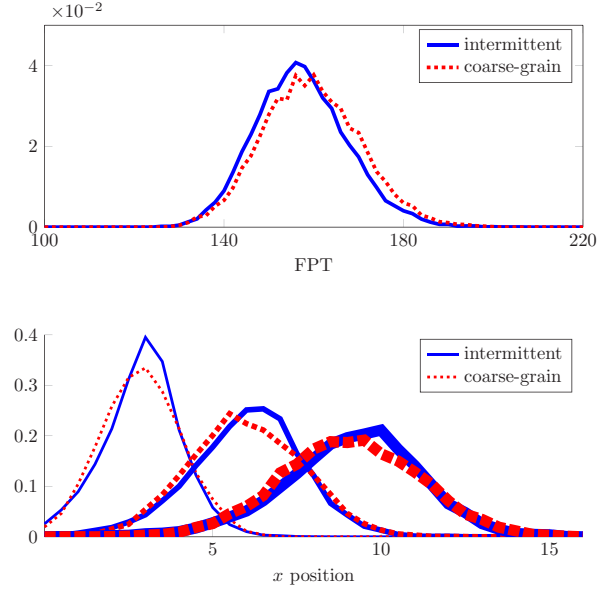 ×10⁻²
4
2
0
intermittent
coarse-grain
100 140 180 220
FPT
0.4
0.3
0.2
0.1
0
intermittent
coarse-grain
5 10 15
x position